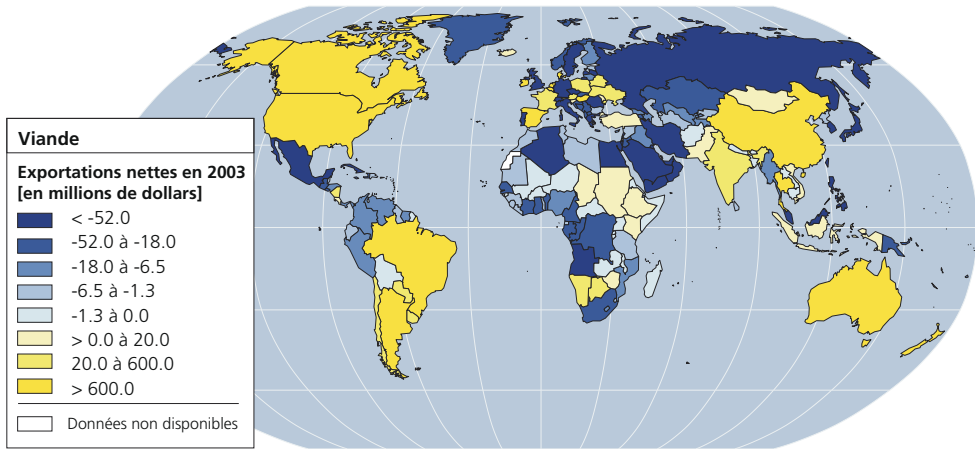 Viande
Exportations nettes en 2003
[en millions de dollars]
< -52.0
-52.0 à -18.0
-18.0 à -6.5
-6.5 à -1.3
-1.3 à 0.0
> 0.0 à 20.0
20.0 à 600.0
> 600.0
Données non disponibles